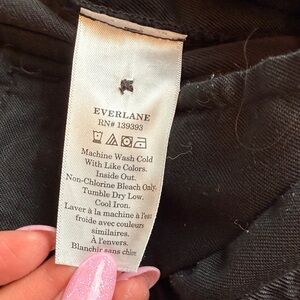 EVERLANE
RN# 139393
Machine Wash Cold
With Like Colors.
Inside Out.
Non-Chlorine Bleach Only.
Tumble Dry Low.
Cool Iron.
Laver à la machine à l'eau
froide avec couleurs
similaires.
À l'envers.
Blanchir sans chlore